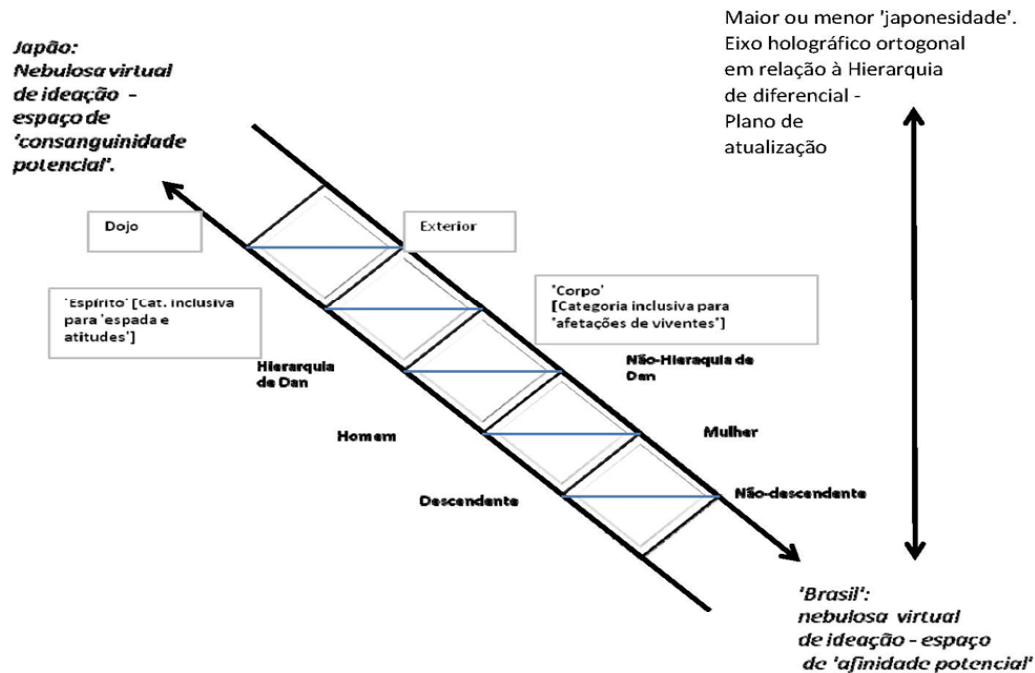 Japão:
Nebulosa virtual
de ideação -
espaço de
'consanguinidade
potencial'.
Maior ou menor 'japonesidade'.
Eixo holográfico ortogonal
em relação à Hierarquia
de diferencial -
Plano de
atualização
Dojo
Exterior
'Espírito' [Cat. inclusiva
para 'espada e
atitudes']
'Corpo'
[Categoria inclusiva para
'afetações de viventes']
Hierarquia
de Dan
Não-Hieraquia de
Dan
Homem
Mulher
Descendente
Não-descendente
'Brasil':
nebulosa virtual
de ideação - espaço
de 'afinidade potencial'